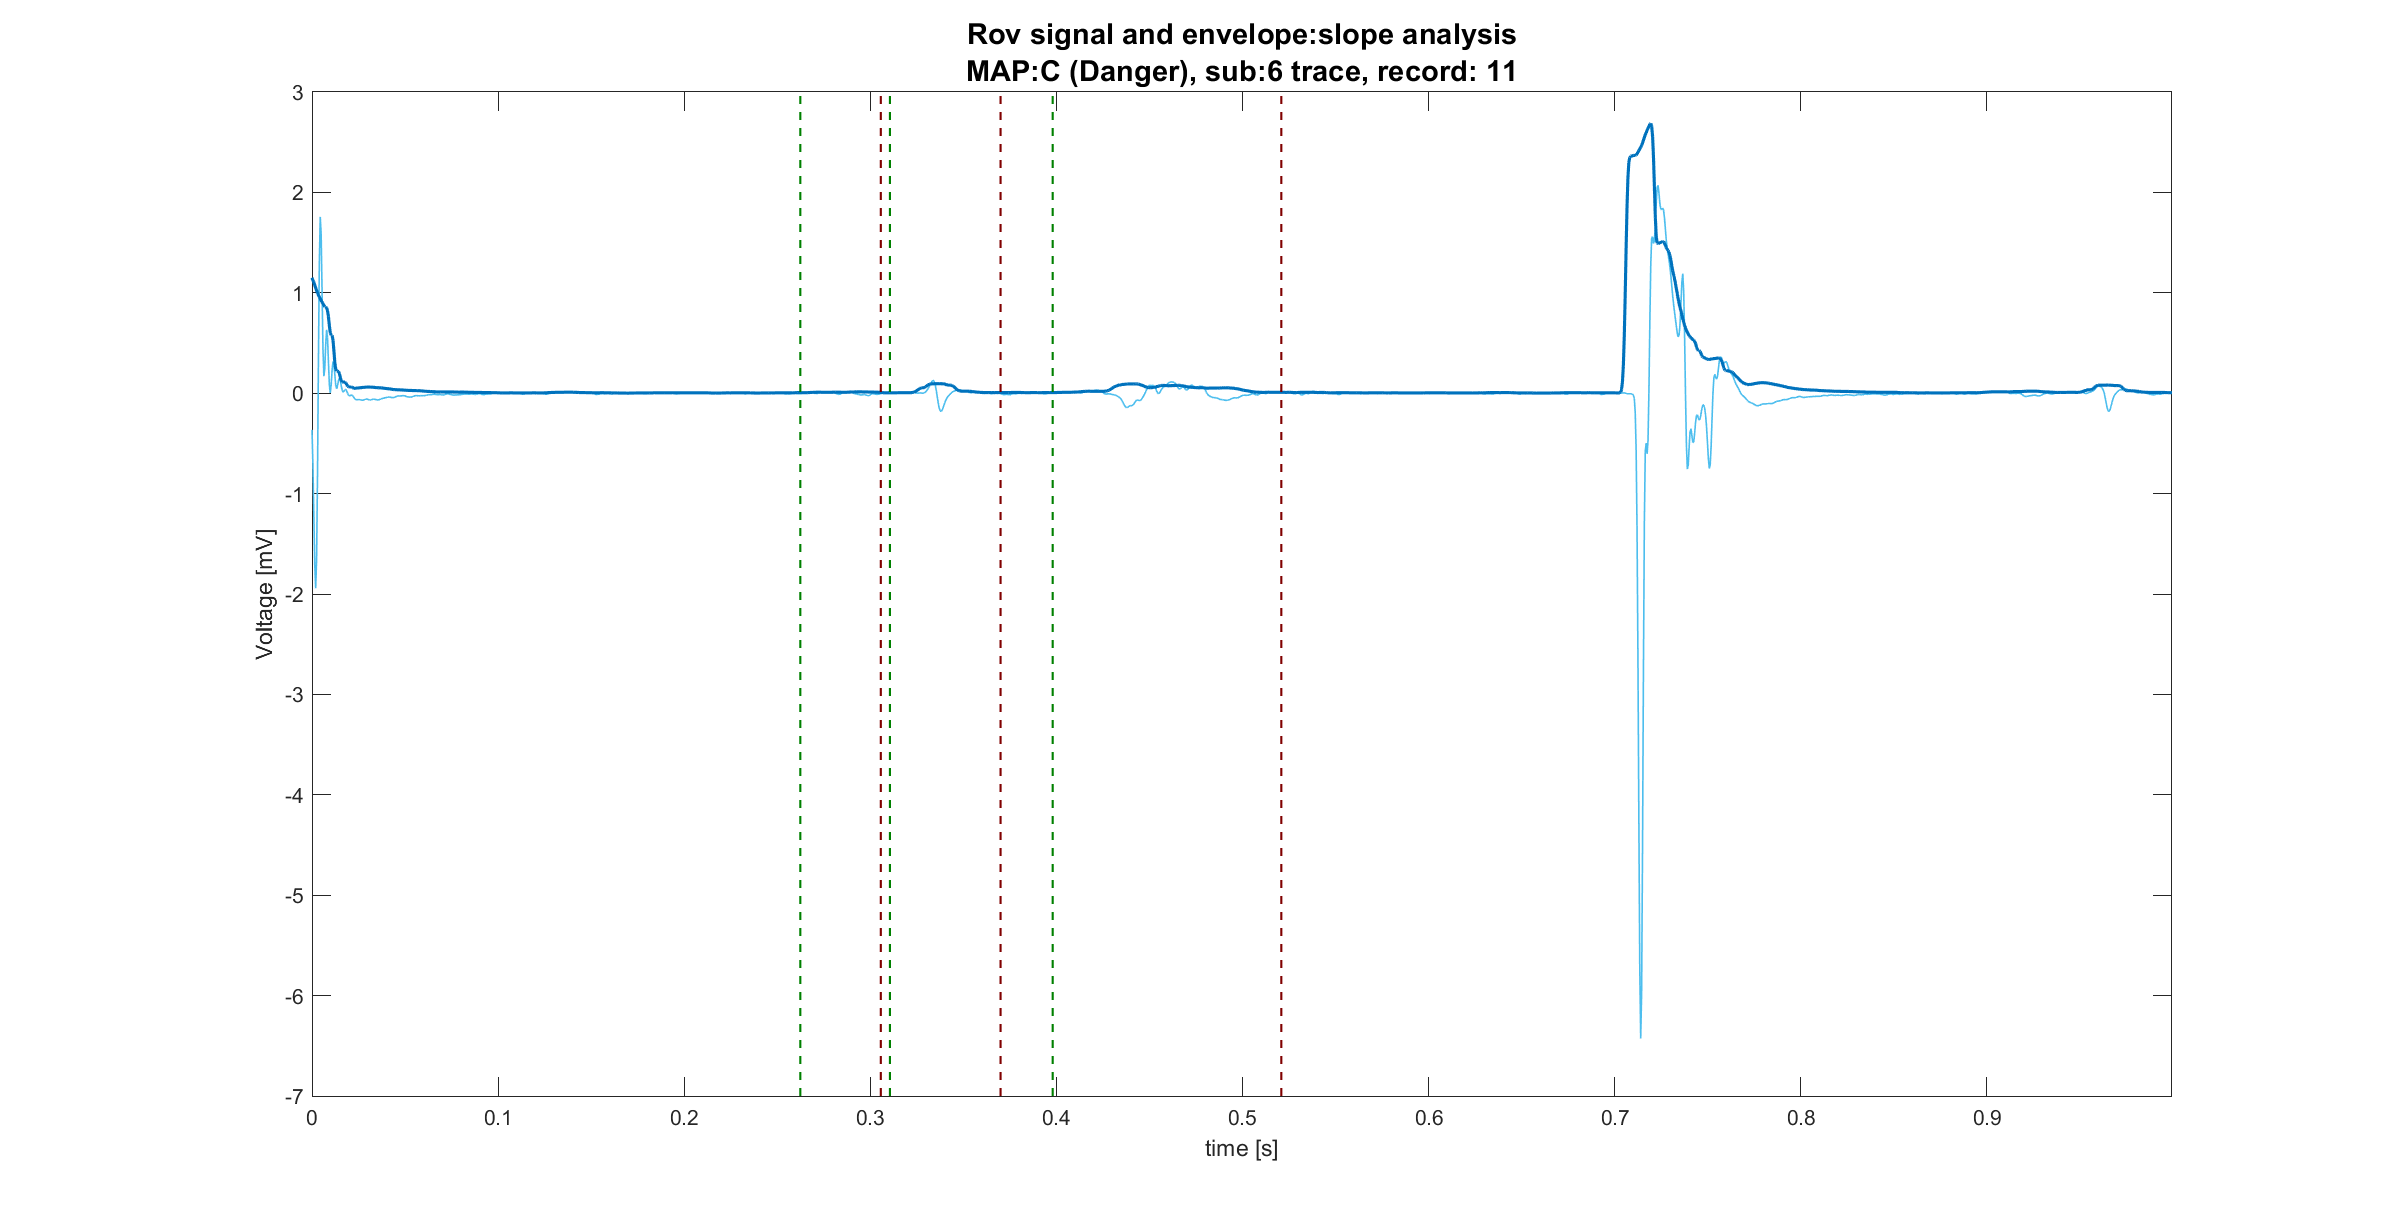 Rov signal and envelope:slope analysis
MAP:C (Danger), sub:6 trace, record: 11
3
2
1
0
-1
-2
-3
-4
-5
-6
-7
Voltage [mV]
0 0.1 0.2 0.3 0.4 0.5 0.6 0.7 0.8 0.9
time [s]